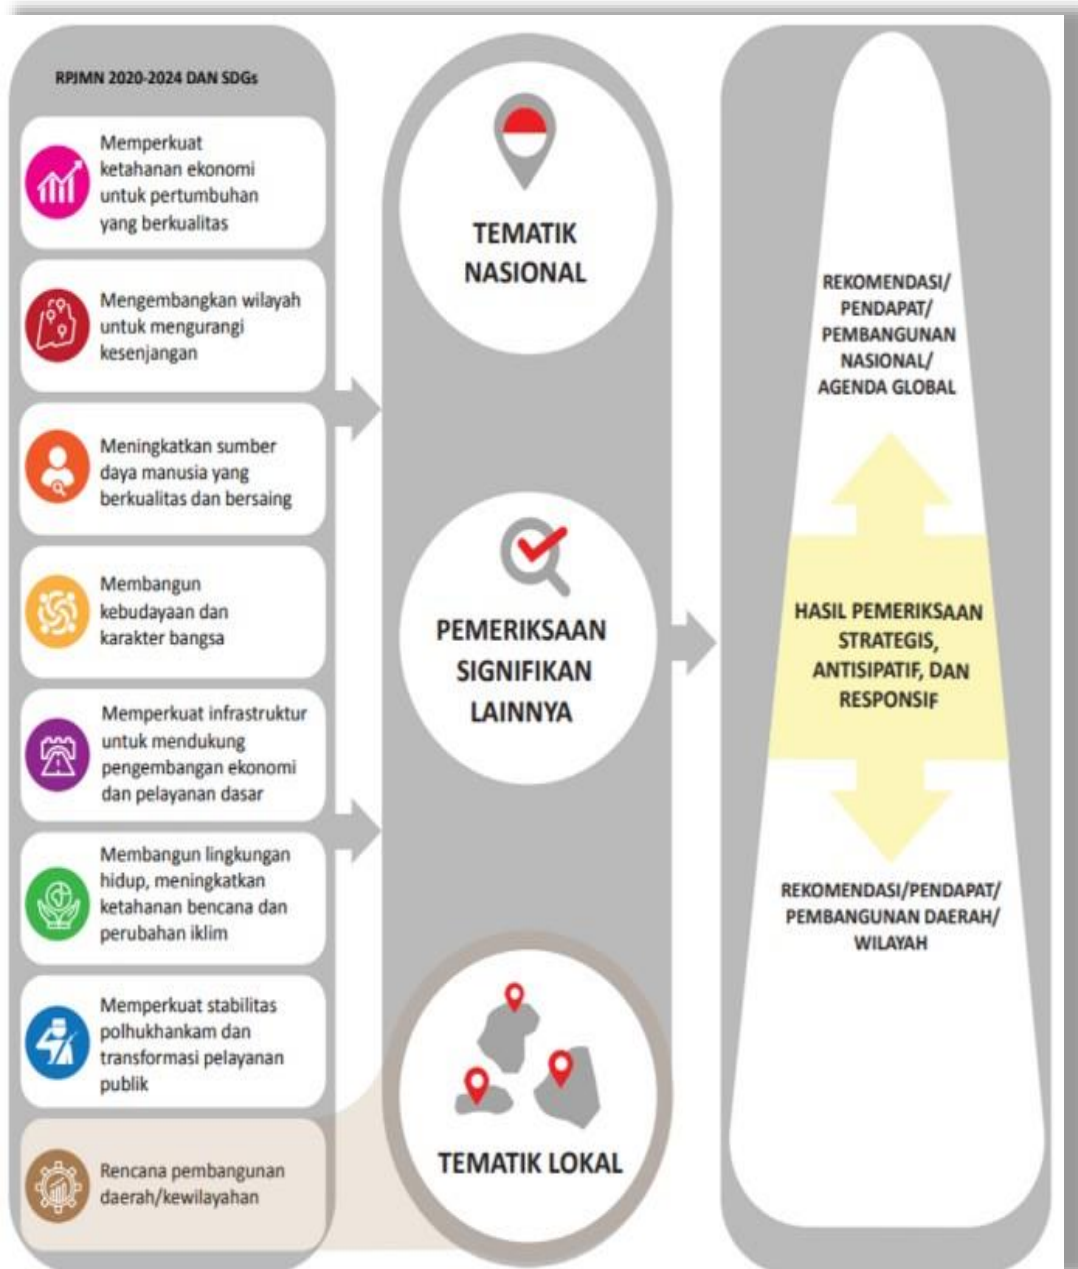 RPJMN 2020-2024 DAN SDGs
Memperkuat
ketahanan ekonomi
untuk pertumbuhan
yang berkualitas
Mengembangkan wilayah
untuk mengurangi
kesenjangan
Meningkatkan sumber
daya manusia yang
berkualitas dan bersaing
Membangun
kebudayaan dan
karakter bangsa
Memperkuat infrastruktur
untuk mendukung
pengembangan ekonomi
dan pelayanan dasar
Membangun lingkungan
hidup, meningkatkan
ketahanan bencana dan
perubahan iklim
Memperkuat stabilitas
polhukhankam dan
transformasi pelayanan
publik
Rencana pembangunan
daerah/kewilayahan
TEMATIK
NASIONAL
PEMERIKSAAN
SIGNIFIKAN
LAINNYA
TEMATIK LOKAL
REKOMENDASI/
PENDAPAT/
PEMBANGUNAN
NASIONAL/
AGENDA GLOBAL
HASIL PEMERIKSAAN
STRATEGIS,
ANTISIPATIF, DAN
RESPONSIF
REKOMENDASI/PENDAPAT/
PEMBANGUNAN DAERAH/
WILAYAH